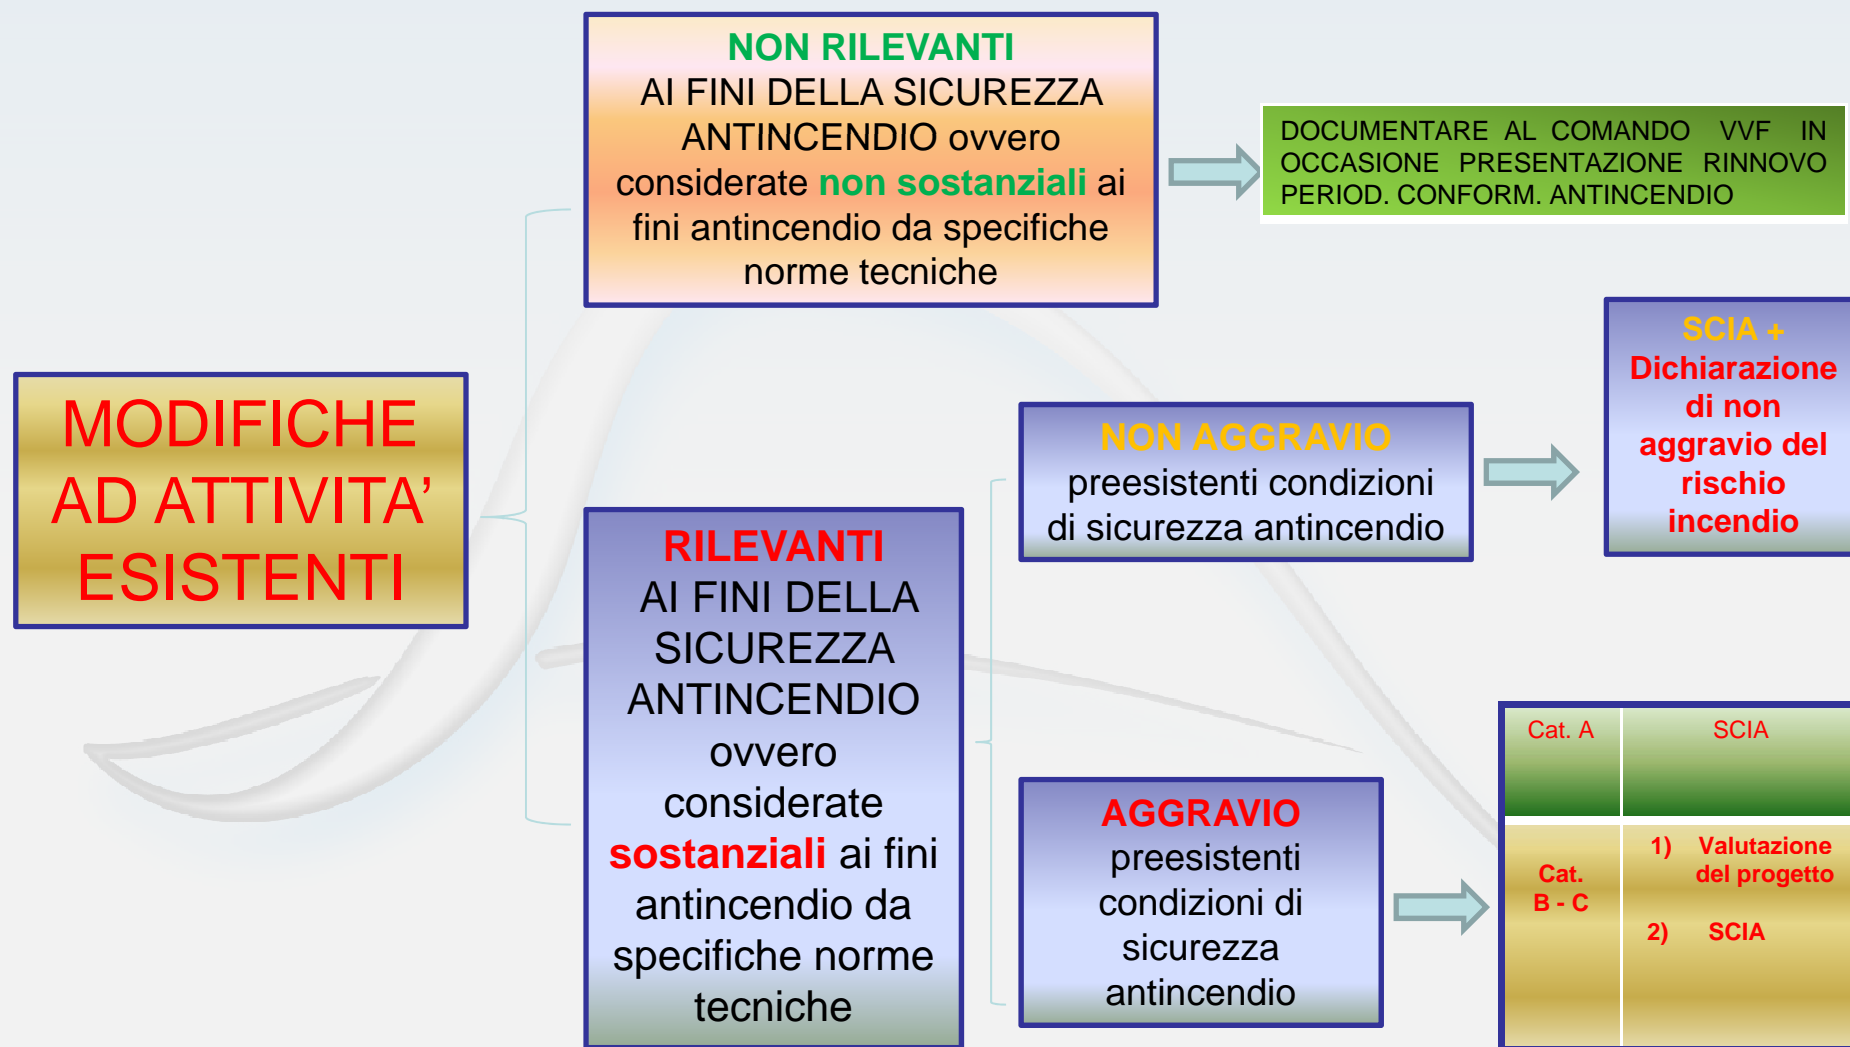 MODIFICHE
AD ATTIVITA’
ESISTENTI
NON RILEVANTI
AI FINI DELLA SICUREZZA
ANTINCENDIO ovvero
considerate non sostanziali ai
fini antincendio da specifiche
norme tecniche
DOCUMENTARE AL COMANDO VVF IN
OCCASIONE PRESENTAZIONE RINNOVO
PERIOD. CONFORM. ANTINCENDIO
RILEVANTI
AI FINI DELLA
SICUREZZA
ANTINCENDIO
ovvero
considerate
sostanziali ai fini
antincendio da
specifiche norme
tecniche
NON AGGRAVIO
preesistenti condizioni
di sicurezza antincendio
SCIA +
Dichiarazione
di non
aggravio del
rischio
incendio
AGGRAVIO
preesistenti
condizioni di
sicurezza
antincendio
Cat. A SCIA
Cat.
B - C
1) Valutazione
del progetto
2) SCIA